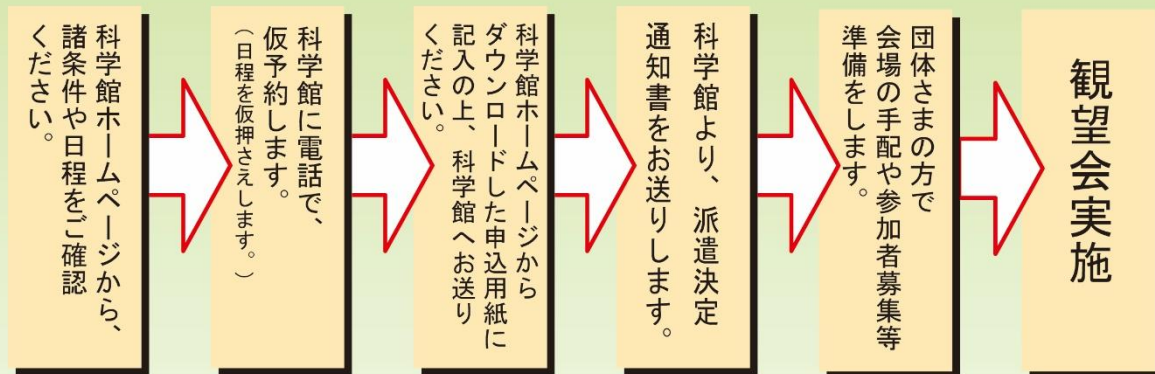 科学館ホームページから、
諸条件や日程をご確認
ください。
科学館に電話で、
仮予約します。
(日程を仮押さえします。)
科学館ホームページから
ダウンロードした申込用紙に
記入の上、科学館へお送り
ください。
科学館より、派遣決定
通知書をお送りします。
団体さまの方で
会場の手配や参加者募集等
準備をします。
観望会実施